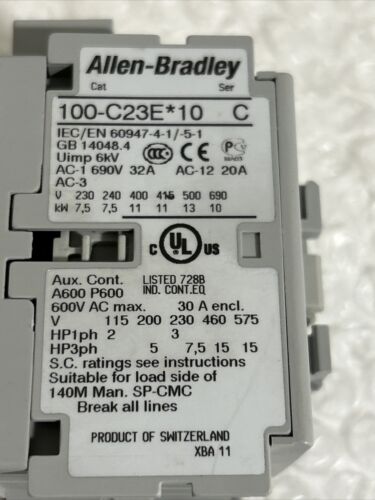 Allen-Bradley
Cat Ser
100-C23E*10 C
IEC/EN 60947-4-1/-5-1
GB 14048.4
Uimp 6kV
AC-1 690V 32A AC-12 20A
AC-3
V 230 240 400 415 500 690
kW 7,5 7,5 11 11 13 10
C UL US
Aux. Cont. LISTED 728B
A600 P600 IND. CONT.EQ
600V AC max. 30 A encl.
V 115 200 230 460 575
HP1ph 2 3
HP3ph 5 7,5 15 15
S.C. ratings see instructions
Suitable for load side of
140M Man. SP-CMC
Break all lines
PRODUCT OF SWITZERLAND
XBA 11